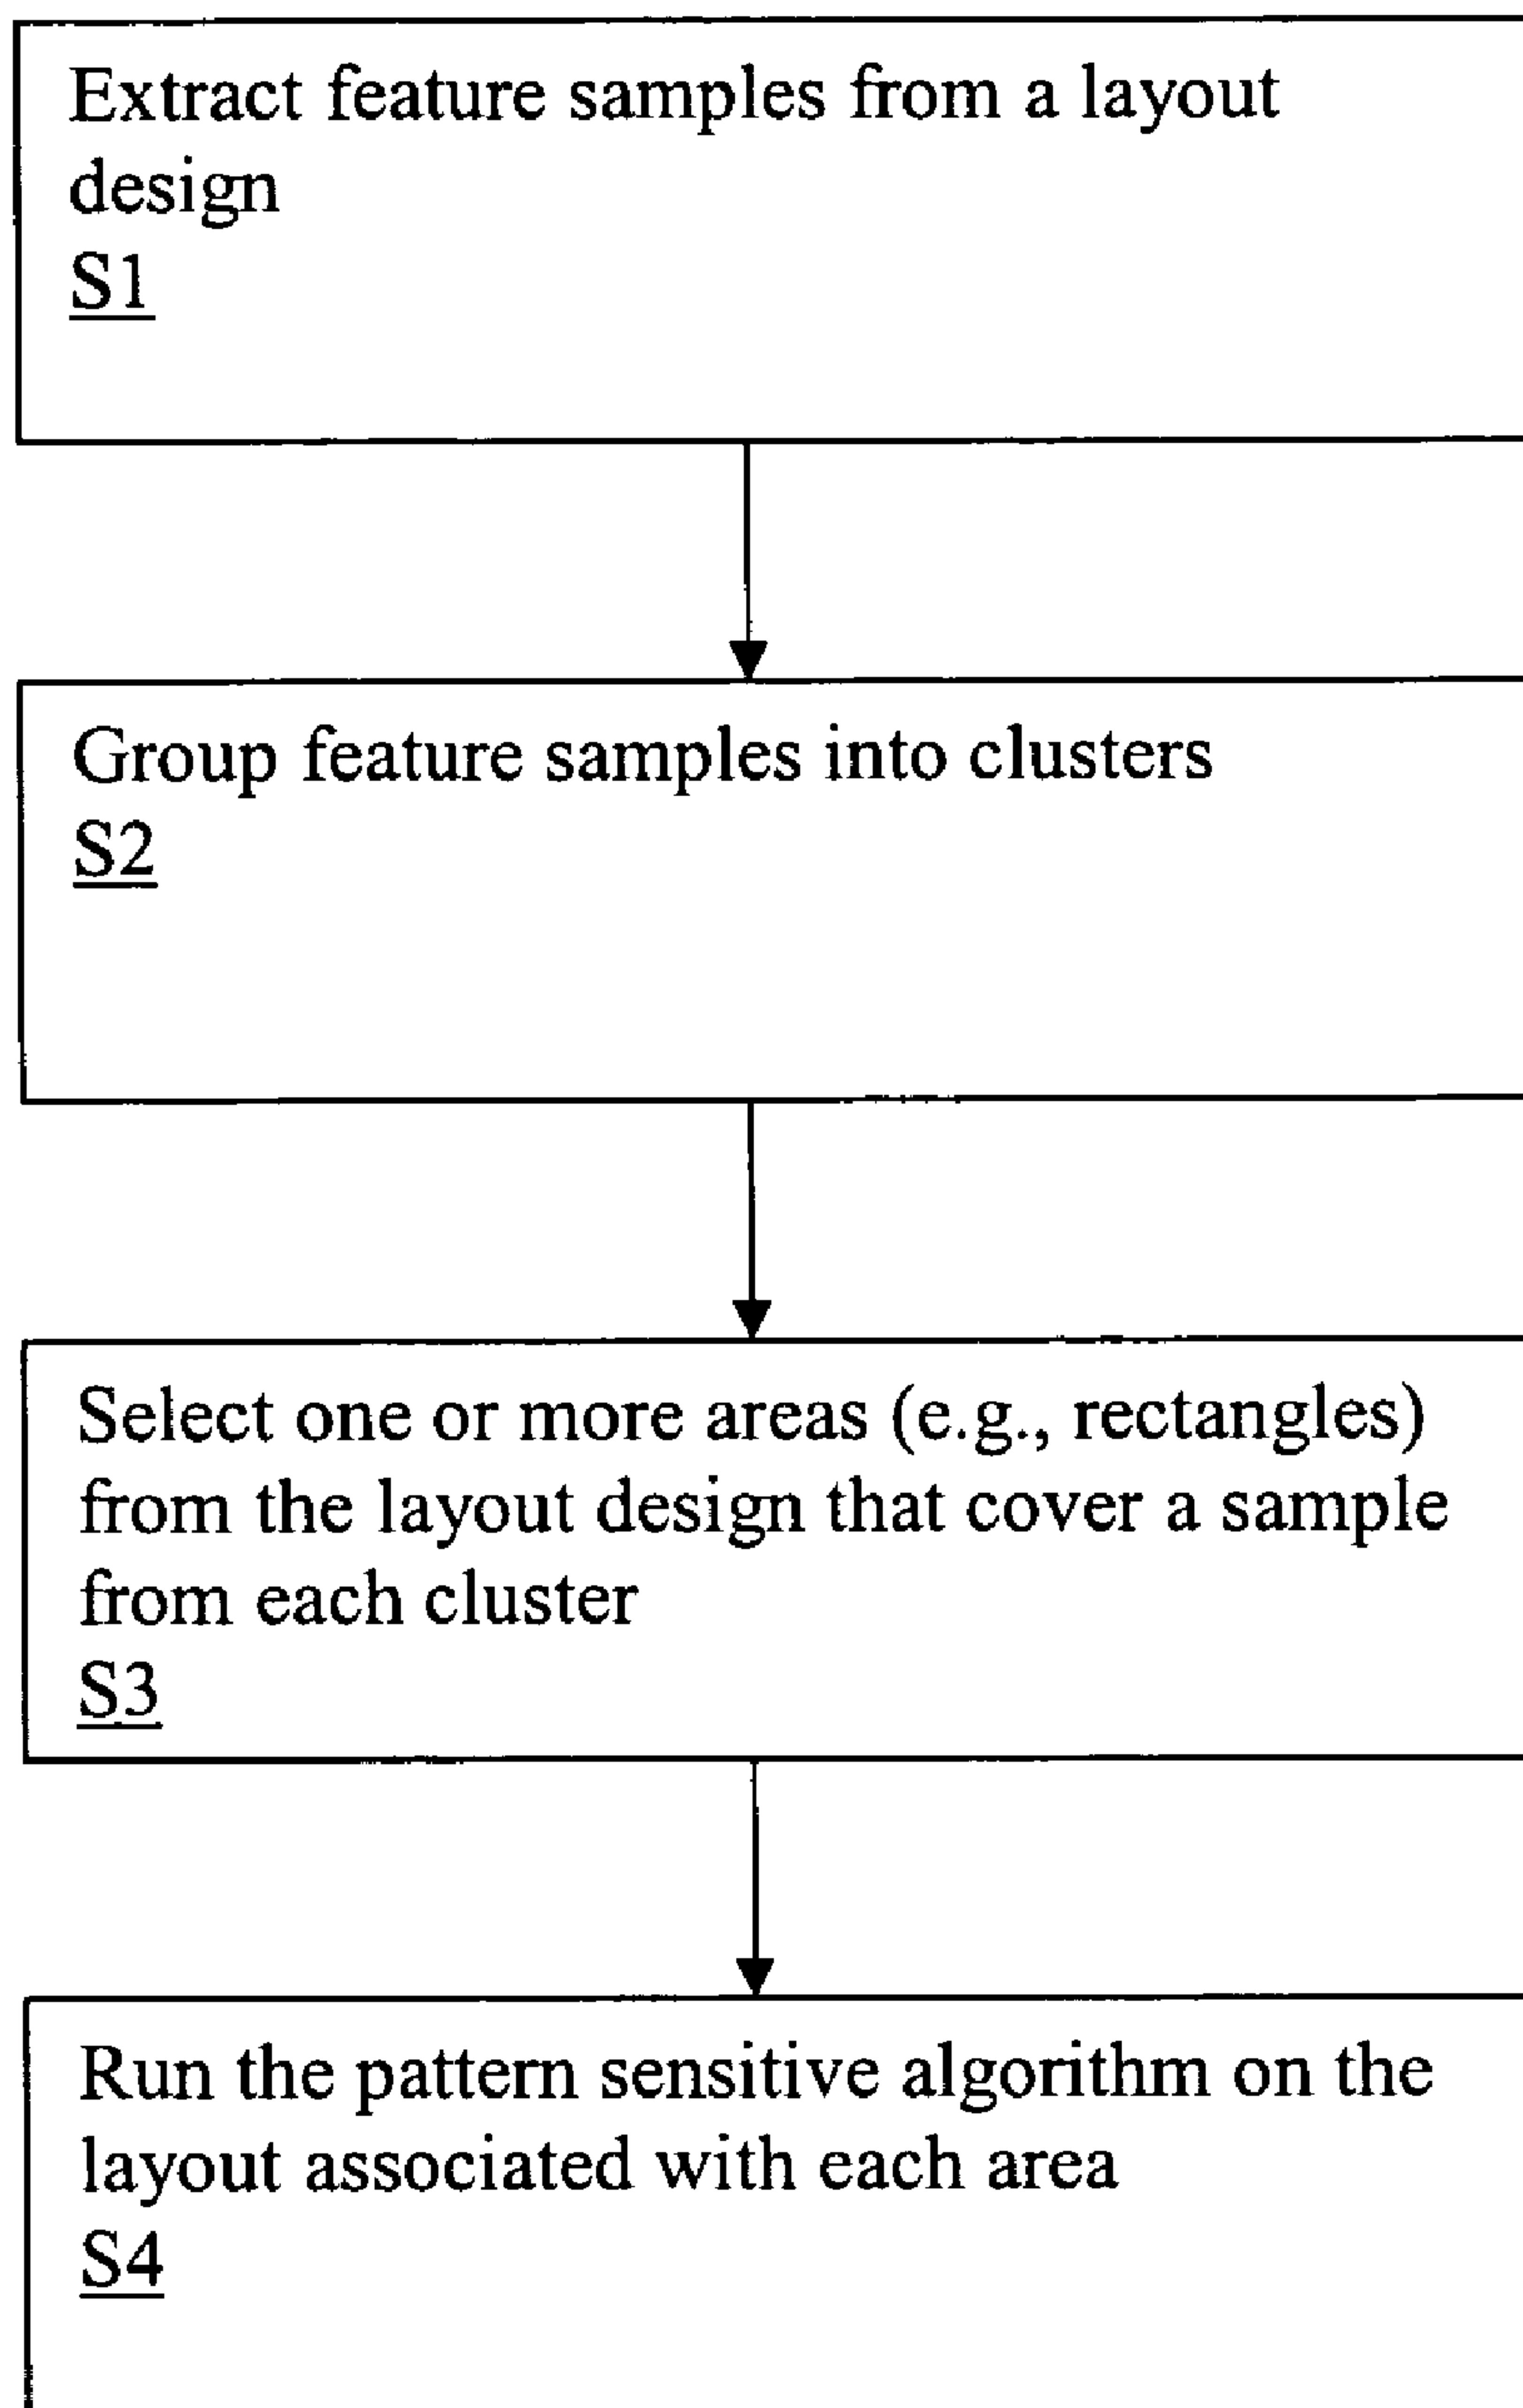 Extract feature samples from a layout
design
S1
Group feature samples into clusters
S2
Select one or more areas (e.g., rectangles)
from the layout design that cover a sample
from each cluster
S3
Run the pattern sensitive algorithm on the
layout associated with each area
S4